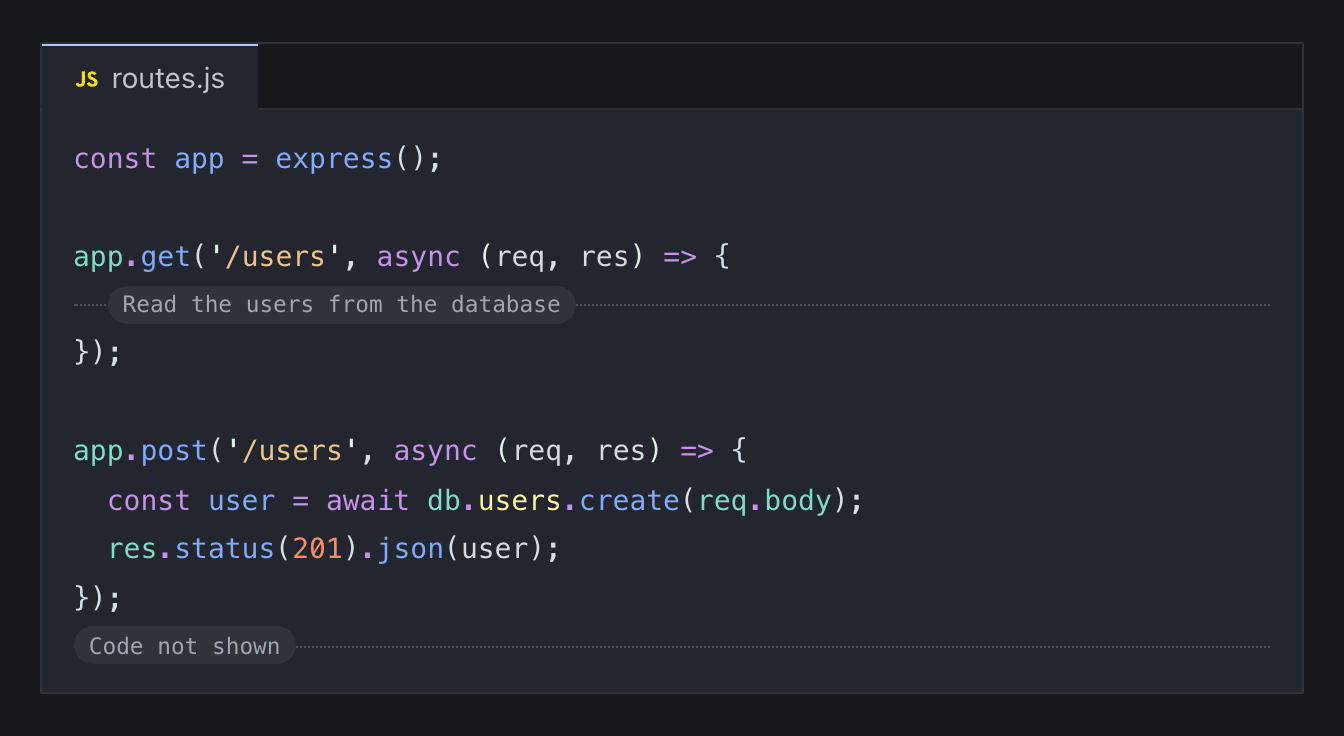 JS routes.js
const app = express();
app.get('/users', async (req, res) => {
Read the users from the database
});
app.post('/users', async (req, res) => {
  const user = await db.users.create(req.body);
  res.status(201).json(user);
});
Code not shown